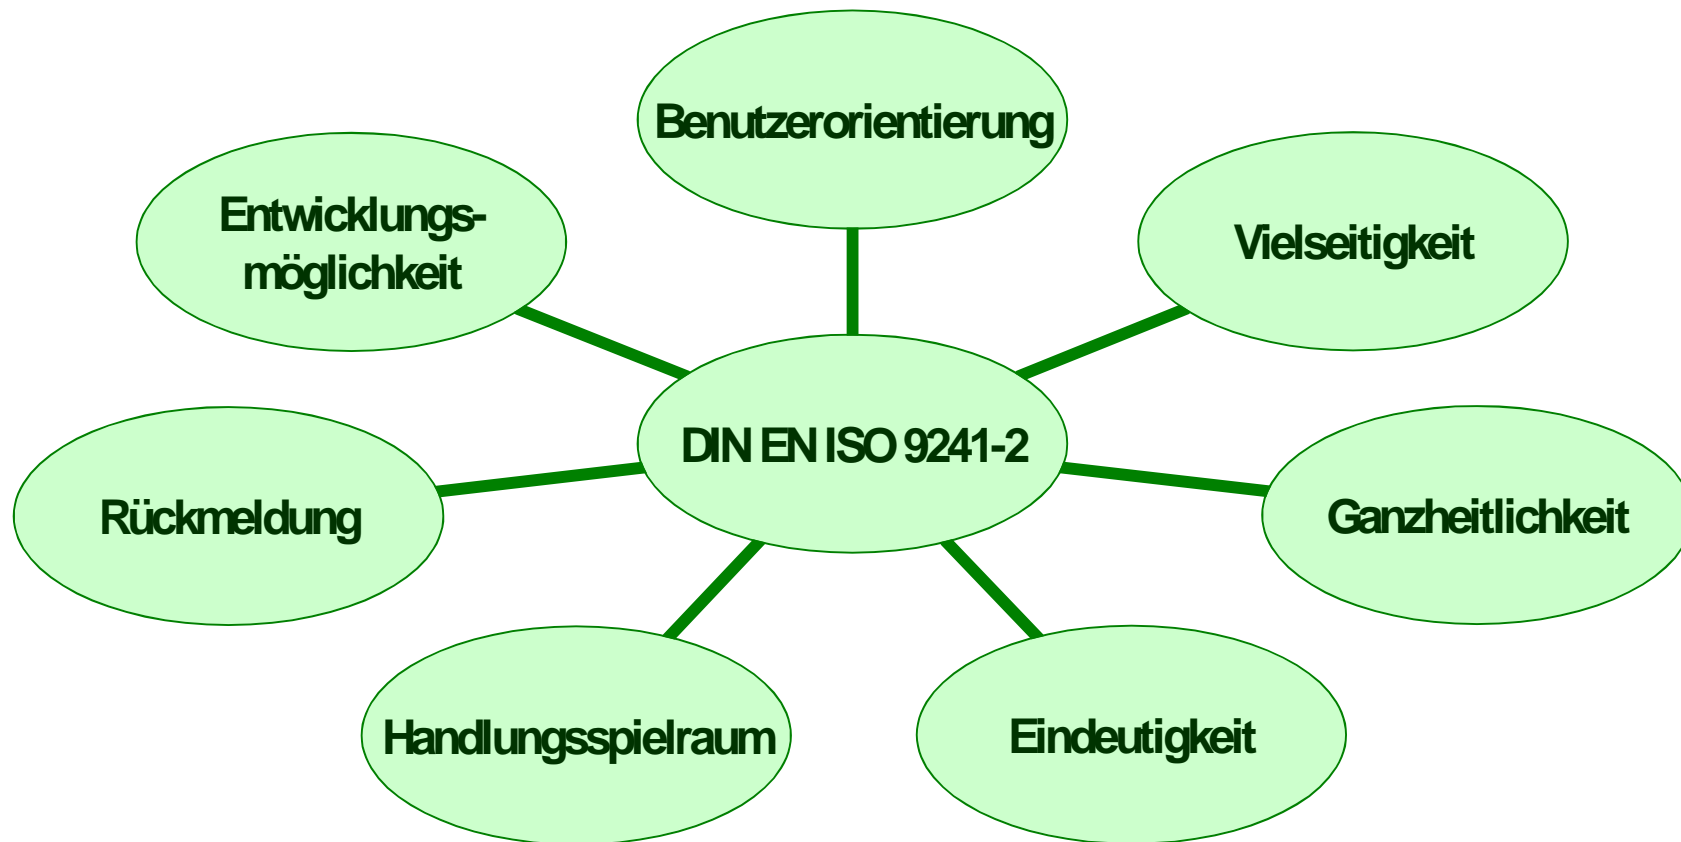 Benutzerorientierung
Entwicklungs-
möglichkeit
Vielseitigkeit
DIN EN ISO 9241-2
Rückmeldung
Ganzheitlichkeit
Handlungsspielraum
Eindeutigkeit